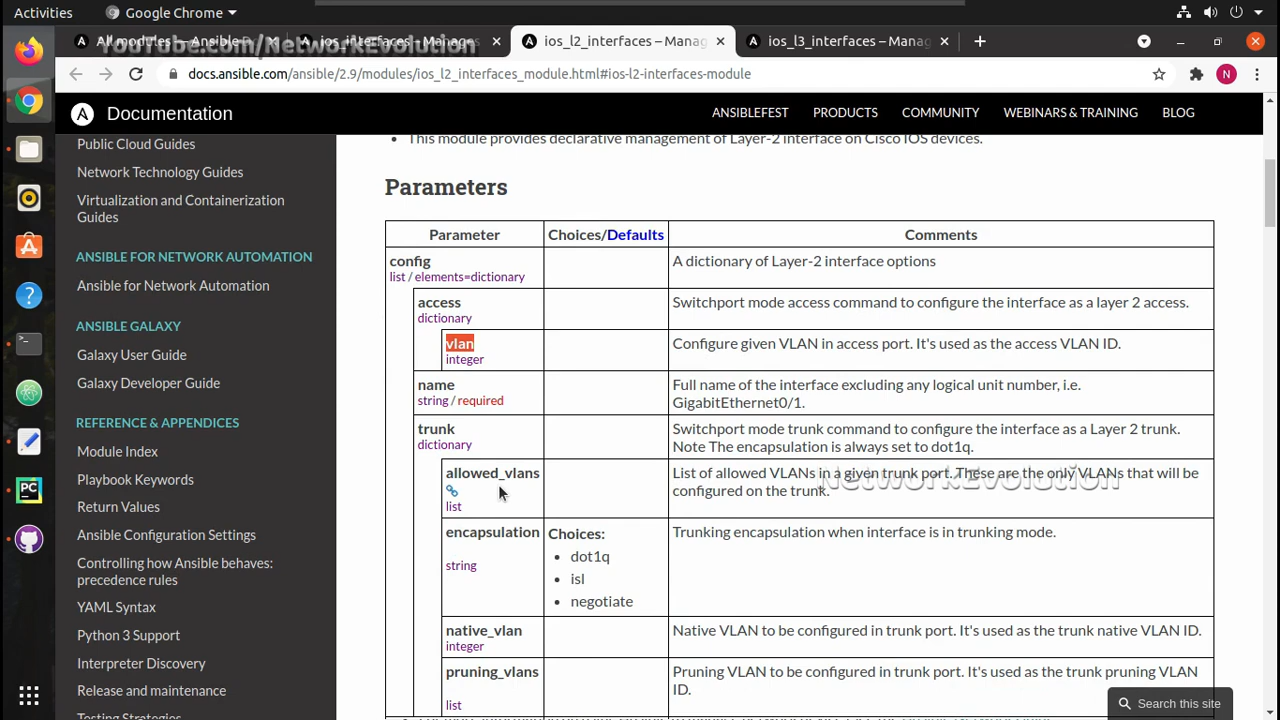 Activities
Google Chrome
All modules — Ansible D
ios_interfaces – Manages
ios_l2_interfaces – Manag
ios_l3_interfaces – Manag
Youtube.com/NetworkEvolution
docs.ansible.com/ansible/2.9/modules/ios_l2_interfaces_module.html#ios-l2-interfaces-module
N
A Documentation
ANSIBLEFEST PRODUCTS COMMUNITY WEBINARS & TRAINING BLOG
Public Cloud Guides
Network Technology Guides
Virtualization and Containerization
Guides
ANSIBLE FOR NETWORK AUTOMATION
Ansible for Network Automation
ANSIBLE GALAXY
Galaxy User Guide
Galaxy Developer Guide
REFERENCE & APPENDICES
Module Index
Playbook Keywords
Return Values
Ansible Configuration Settings
Controlling how Ansible behaves:
precedence rules
YAML Syntax
Python 3 Support
Interpreter Discovery
Release and maintenance
Testing Strategies
This module provides declarative management of Layer-2 interface on Cisco IOS devices.
Parameters
Parameter Choices/Defaults Comments
config
list / elements=dictionary
A dictionary of Layer-2 interface options
access
dictionary
Switchport mode access command to configure the interface as a layer 2 access.
vlan
integer
Configure given VLAN in access port. It's used as the access VLAN ID.
name
string / required
Full name of the interface excluding any logical unit number, i.e.
GigabitEthernet0/1.
trunk
dictionary
Switchport mode trunk command to configure the interface as a Layer 2 trunk.
Note The encapsulation is always set to dot1q.
allowed_vlans
list
List of allowed VLANs in a given trunk port. These are the only VLANs that will be
configured on the trunk.
NetworkEvolution
encapsulation
string
Choices:
dot1q
isl
negotiate
Trunking encapsulation when interface is in trunking mode.
native_vlan
integer
Native VLAN to be configured in trunk port. It's used as the trunk native VLAN ID.
pruning_vlans
list
Pruning VLAN to be configured in trunk port. It's used as the trunk pruning VLAN
ID.
Search this site
PC